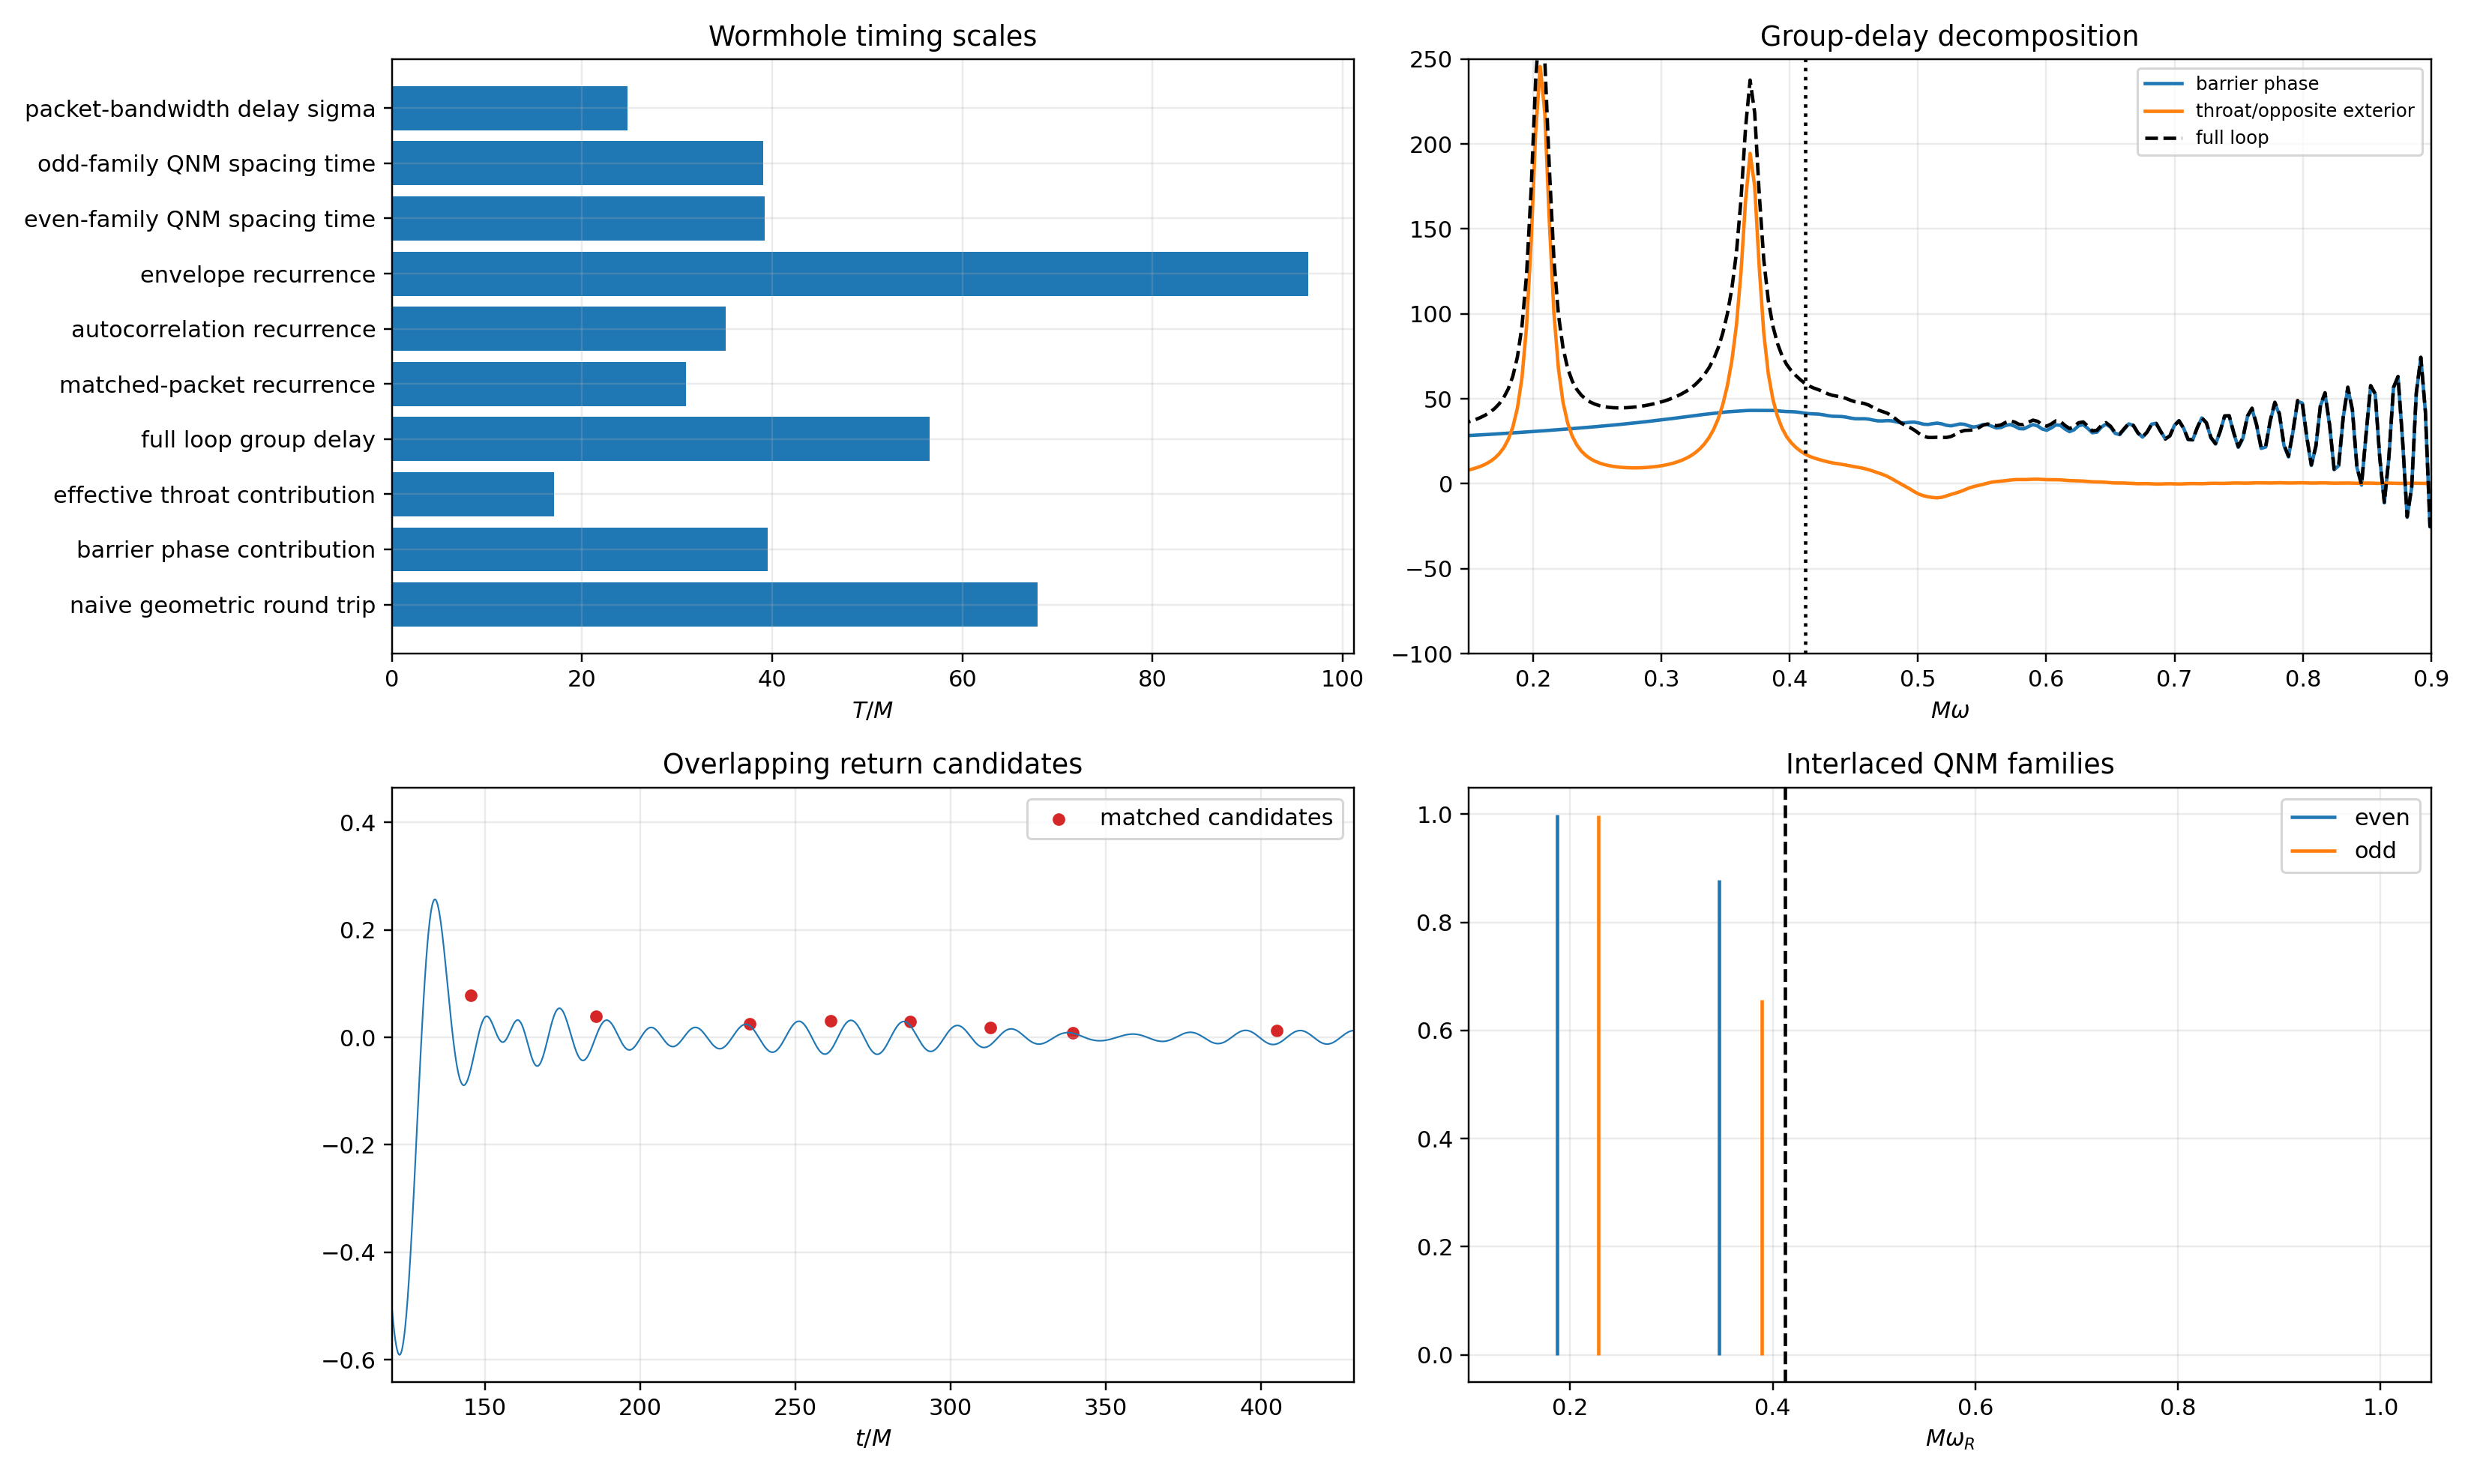 Wormhole timing scales
packet-bandwidth delay sigma
odd-family QNM spacing time
even-family QNM spacing time
envelope recurrence
autocorrelation recurrence
matched-packet recurrence
full loop group delay
effective throat contribution
barrier phase contribution
naive geometric round trip
0 20 40 60 80 100
T/M
Group-delay decomposition
barrier phase
throat/opposite exterior
full loop
250
200
150
100
50
0
−50
−100
0.2 0.3 0.4 0.5 0.6 0.7 0.8 0.9
Mω
Overlapping return candidates
matched candidates
0.4
0.2
0.0
−0.2
−0.4
−0.6
150 200 250 300 350 400
t/M
Interlaced QNM families
even
odd
1.0
0.8
0.6
0.4
0.2
0.0
0.2 0.4 0.6 0.8 1.0
Mω_R